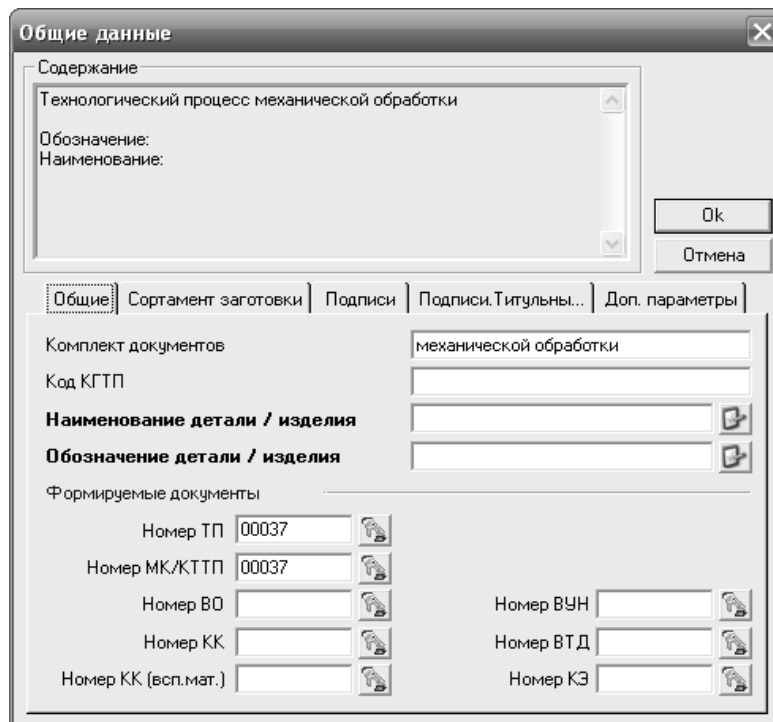 Общие данные
Содержание
Технологический процесс механической обработки
Обозначение:
Наименование:
Ok
Отмена
Общие Сортамент заготовки Подписи Подписи.Титульны... Доп. параметры
Комплект документов механической обработки
Код КГТП
Наименование детали / изделия
Обозначение детали / изделия
Формируемые документы
Номер ТП 00037
Номер МК/КТТП 00037
Номер ВО Номер ВУН
Номер КК Номер ВТД
Номер КК (всп.мат.) Номер КЭ